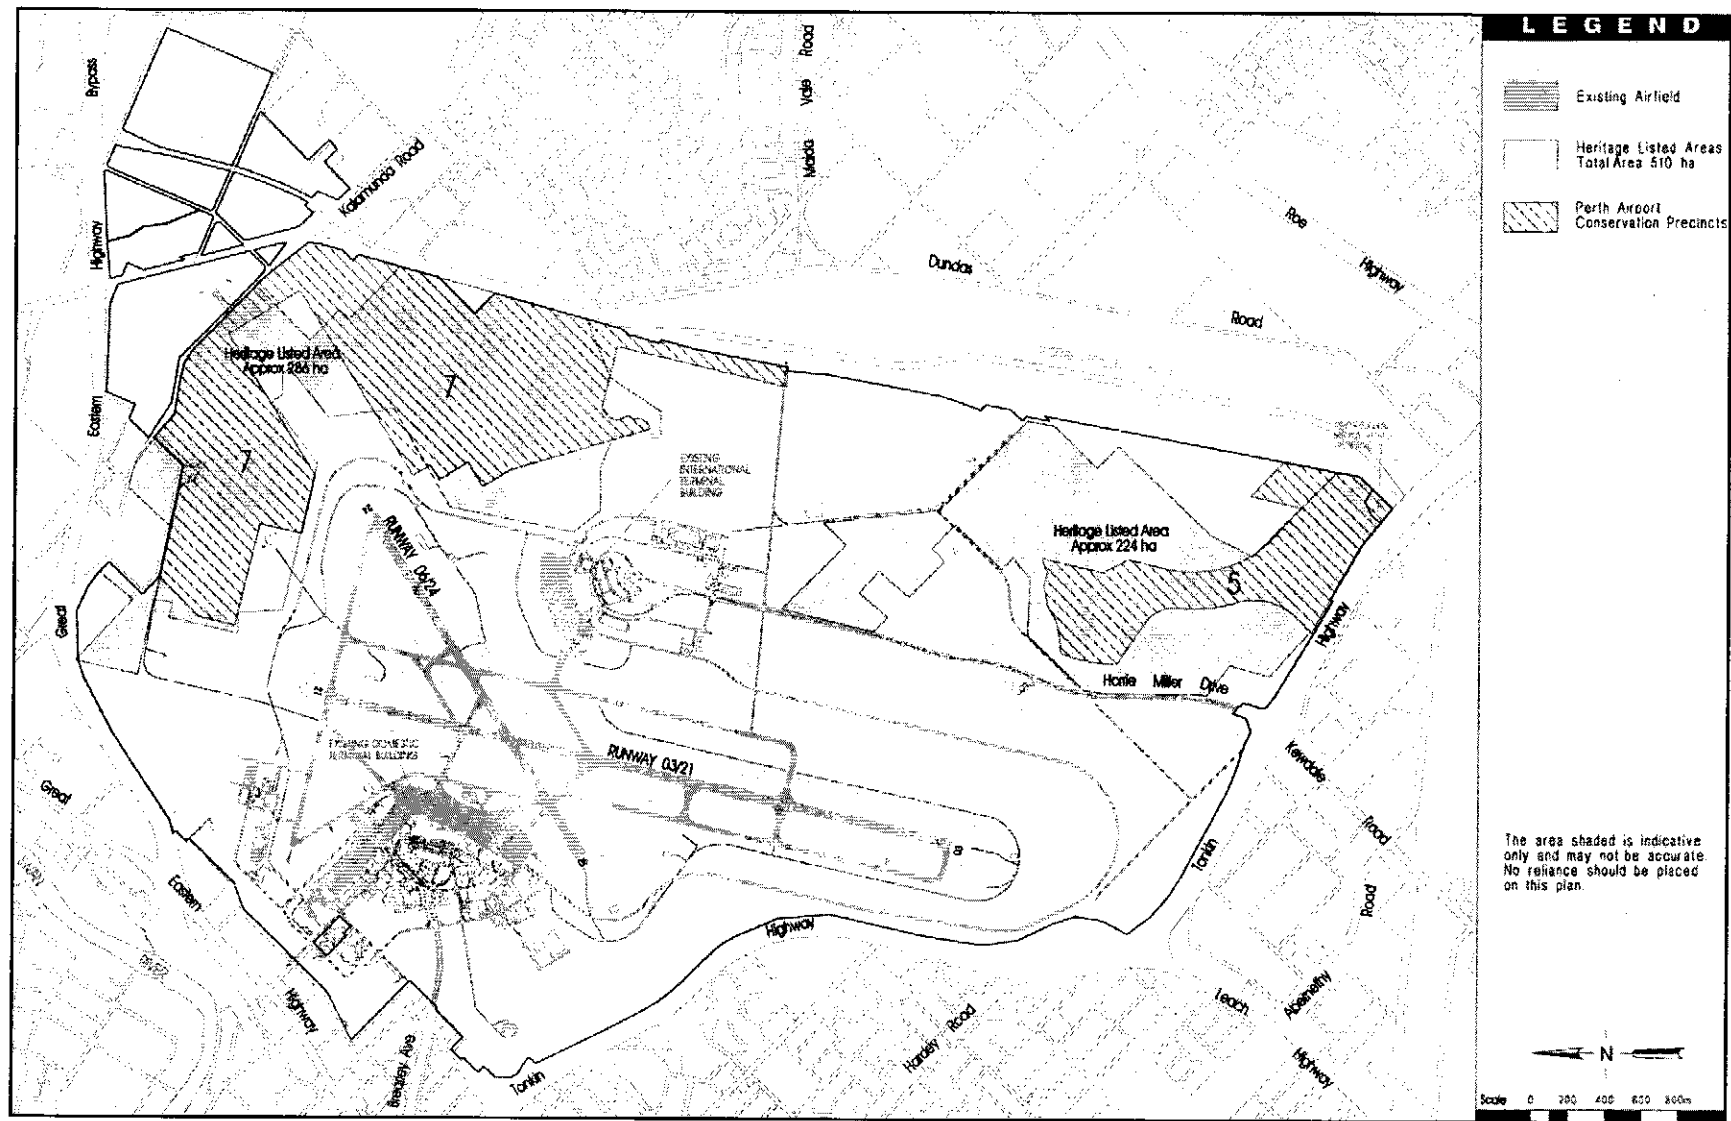 LEGEND
Existing Airfield
Heritage Listed Areas
Total Area 510 ha
Perth Airport
Conservation Precincts
The area shaded is indicative
only and may not be accurate.
No reliance should be placed
on this plan.
N
Scale 0 200 400 600 800m
Bypass
Highway
Eastern
Great
Kalamunda Road
Road
Vale
Maida
Roe
Highway
Dundas
Road
Heritage Listed Area
Approx 286 ha
7
7
EXISTING
INTERNATIONAL
TERMINAL
BUILDING
Heritage Listed Area
Approx 224 ha
5
Highway
Horrie Miller Drive
RUNWAY 06/24
RUNWAY 03/21
EXISTING DOMESTIC
TERMINAL BUILDING
Great
Eastern
Highway
RIVER
Brearley Ave
Tonkin
Highway
Tonkin
Hardey Road
Kewdale
Road
Leach
Highway
Abernethy
Road